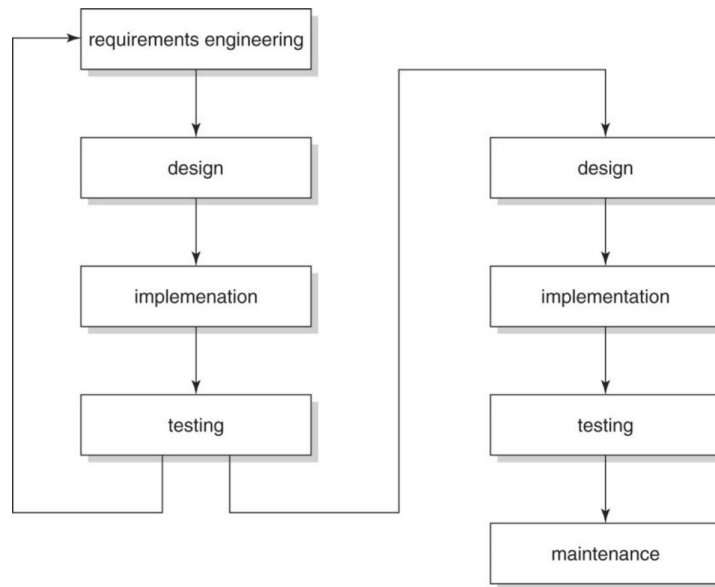 requirements engineering
design
implemenation
testing
design
implementation
testing
maintenance